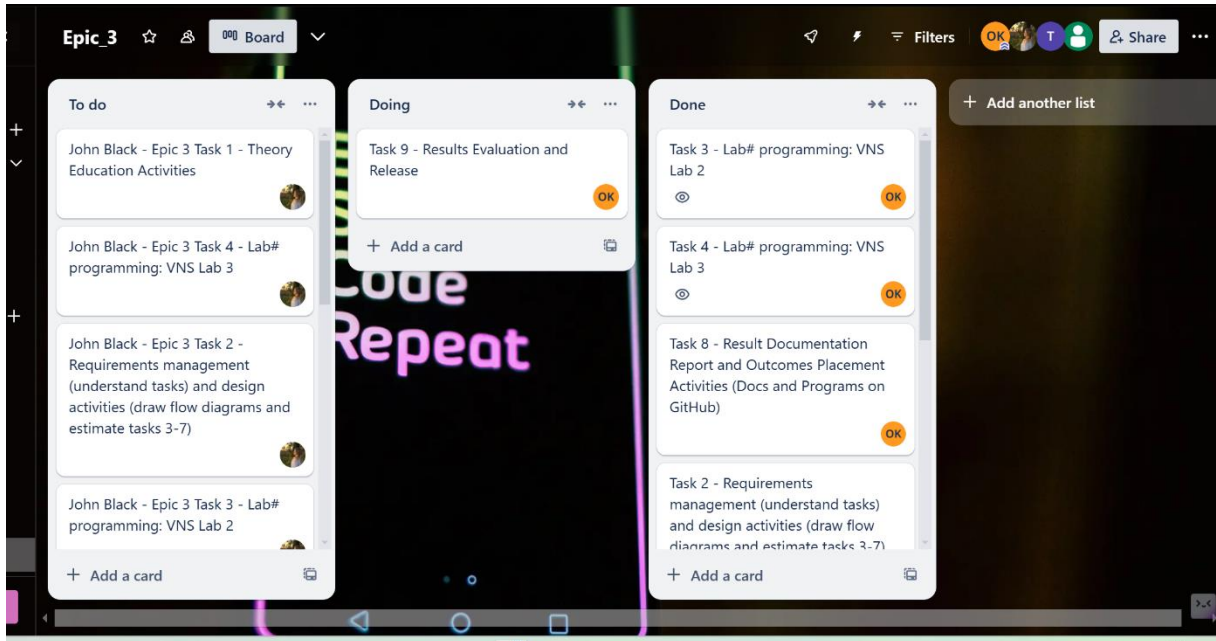 Epic_3
Board
Filters
OK
T
Share
To do
John Black - Epic 3 Task 1 - Theory
Education Activities
John Black - Epic 3 Task 4 - Lab#
programming: VNS Lab 3
John Black - Epic 3 Task 2 -
Requirements management
(understand tasks) and design
activities (draw flow diagrams and
estimate tasks 3-7)
John Black - Epic 3 Task 3 - Lab#
programming: VNS Lab 2
+ Add a card
Doing
Task 9 - Results Evaluation and
Release
OK
+ Add a card
Code
Repeat
Done
Task 3 - Lab# programming: VNS
Lab 2
OK
Task 4 - Lab# programming: VNS
Lab 3
OK
Task 8 - Result Documentation
Report and Outcomes Placement
Activities (Docs and Programs on
GitHub)
OK
Task 2 - Requirements
management (understand tasks)
and design activities (draw flow
diagrams and estimate tasks 3-7)
+ Add a card
+ Add another list